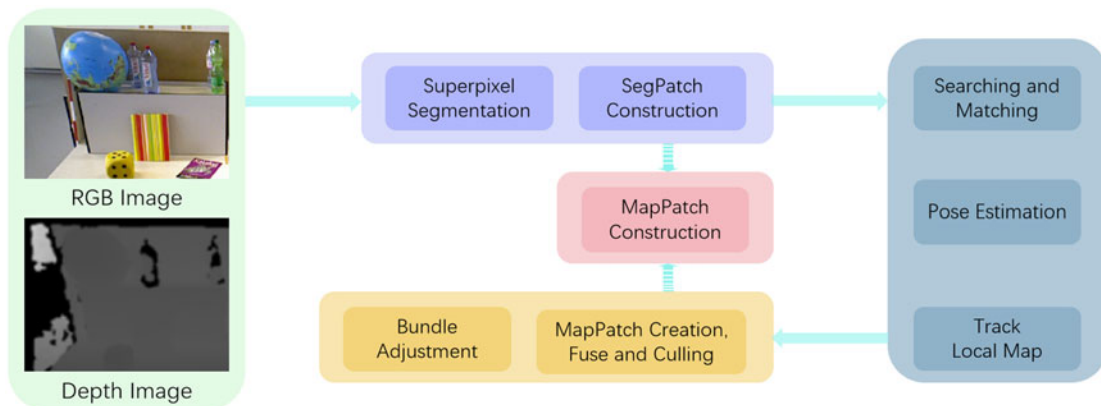 RGB Image
Depth Image
Superpixel
Segmentation
SegPatch
Construction
MapPatch
Construction
Bundle
Adjustment
MapPatch Creation,
Fuse and Culling
Searching and
Matching
Pose Estimation
Track
Local Map